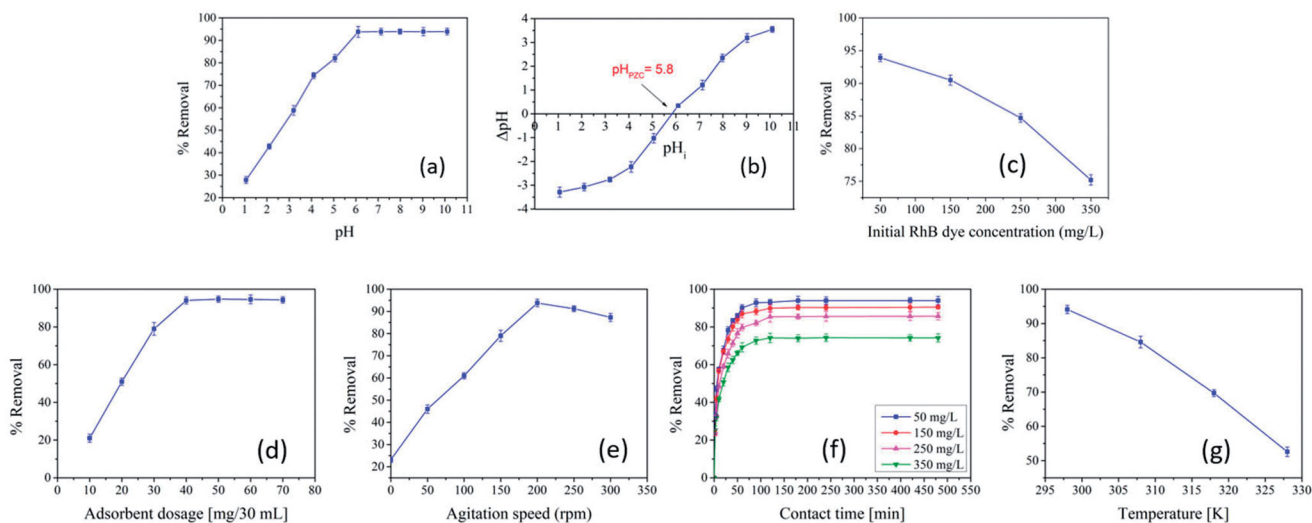 100
90
80
70
60
50
40
30
20
0 1 2 3 4 5 6 7 8 9 10 11
% Removal
pH
(a)
4
3
2
1
0
-1
-2
-3
-4
0 1 2 3 4 5 6 7 8 9 10 11
ΔpH
pH_PZC= 5.8
pH_i
(b)
100
95
90
85
80
75
50 100 150 200 250 300 350
% Removal
Initial RhB dye concentration (mg/L)
(c)
100
80
60
40
20
0
0 10 20 30 40 50 60 70 80
% Removal
Adsorbent dosage [mg/30 mL]
(d)
100
90
80
70
60
50
40
30
20
0 50 100 150 200 250 300 350
% Removal
Agitation speed (rpm)
(e)
100
80
60
40
20
0
0 50 100 150 200 250 300 350 400 450 500 550
% Removal
Contact time [min]
(f)
50 mg/L
150 mg/L
250 mg/L
350 mg/L
100
90
80
70
60
50
295 300 305 310 315 320 325 330
% Removal
Temperature [K]
(g)